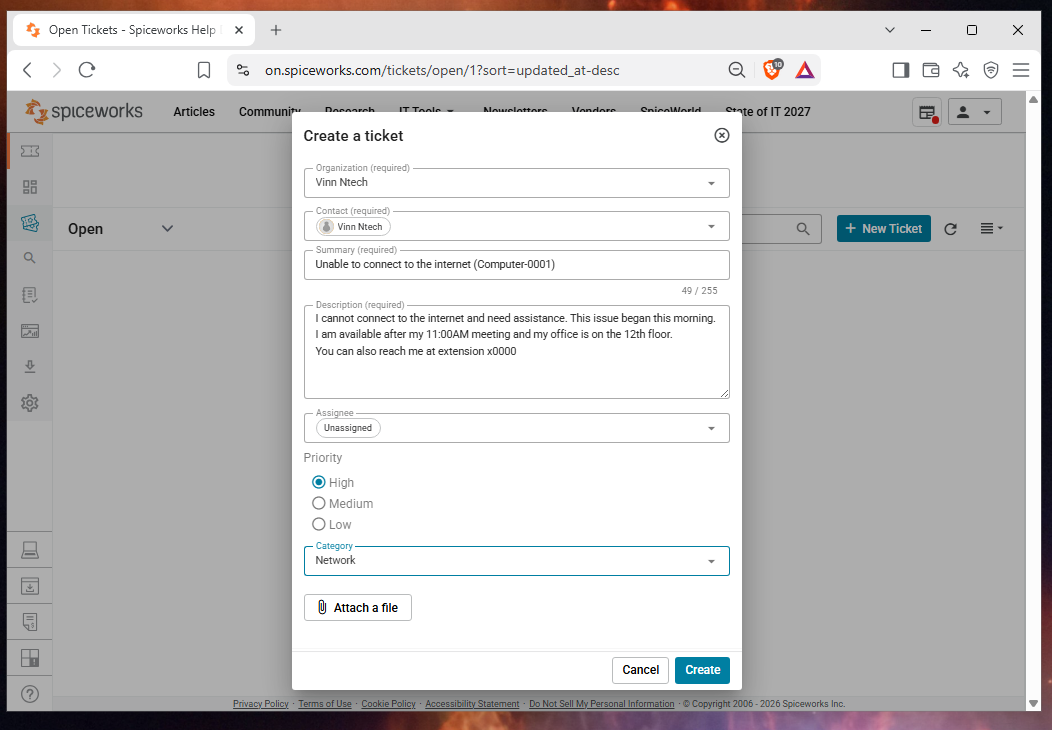 Open Tickets - Spiceworks Help
on.spiceworks.com/tickets/open/1?sort=updated_at-desc
10
spiceworks
Articles
Community
Research
IT Tools
Newsletters
Vendors
SpiceWorld
State of IT 2027
Create a ticket
Organization (required)
Vinn Ntech
Contact (required)
Vinn Ntech
Open
New Ticket
Summary (required)
Unable to connect to the internet (Computer-0001)
49 / 255
Description (required)
I cannot connect to the internet and need assistance. This issue began this morning.
I am available after my 11:00AM meeting and my office is on the 12th floor.
You can also reach me at extension x0000
Assignee
Unassigned
Priority
High
Medium
Low
Category
Network
Attach a file
Cancel
Create
Privacy Policy · Terms of Use · Cookie Policy · Accessibility Statement · Do Not Sell My Personal Information · © Copyright 2006 - 2026 Spiceworks Inc.